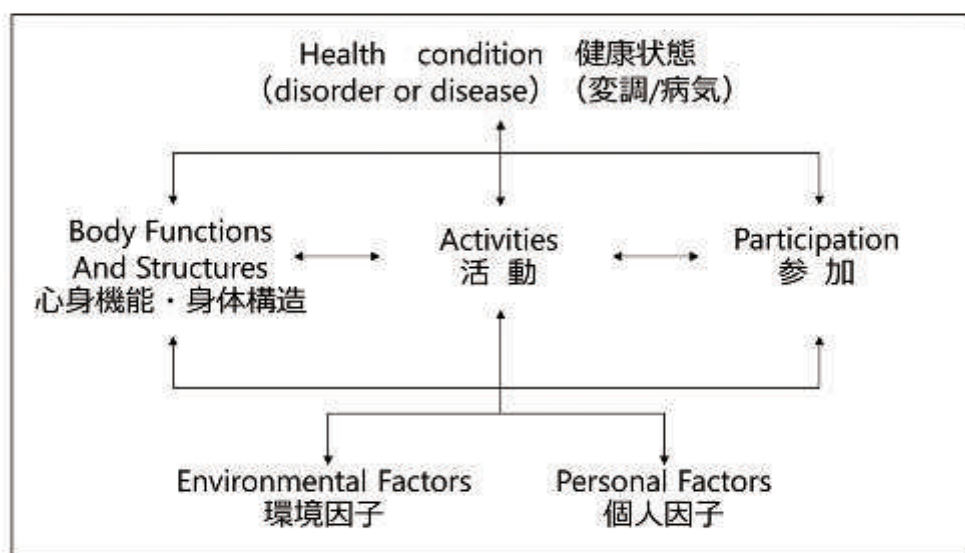 Health condition 健康状態
（disorder or disease）（変調/病気）
Body Functions
And Structures
心身機能・身体構造
Activities
活 動
Participation
参 加
Environmental Factors
環境因子
Personal Factors
個人因子